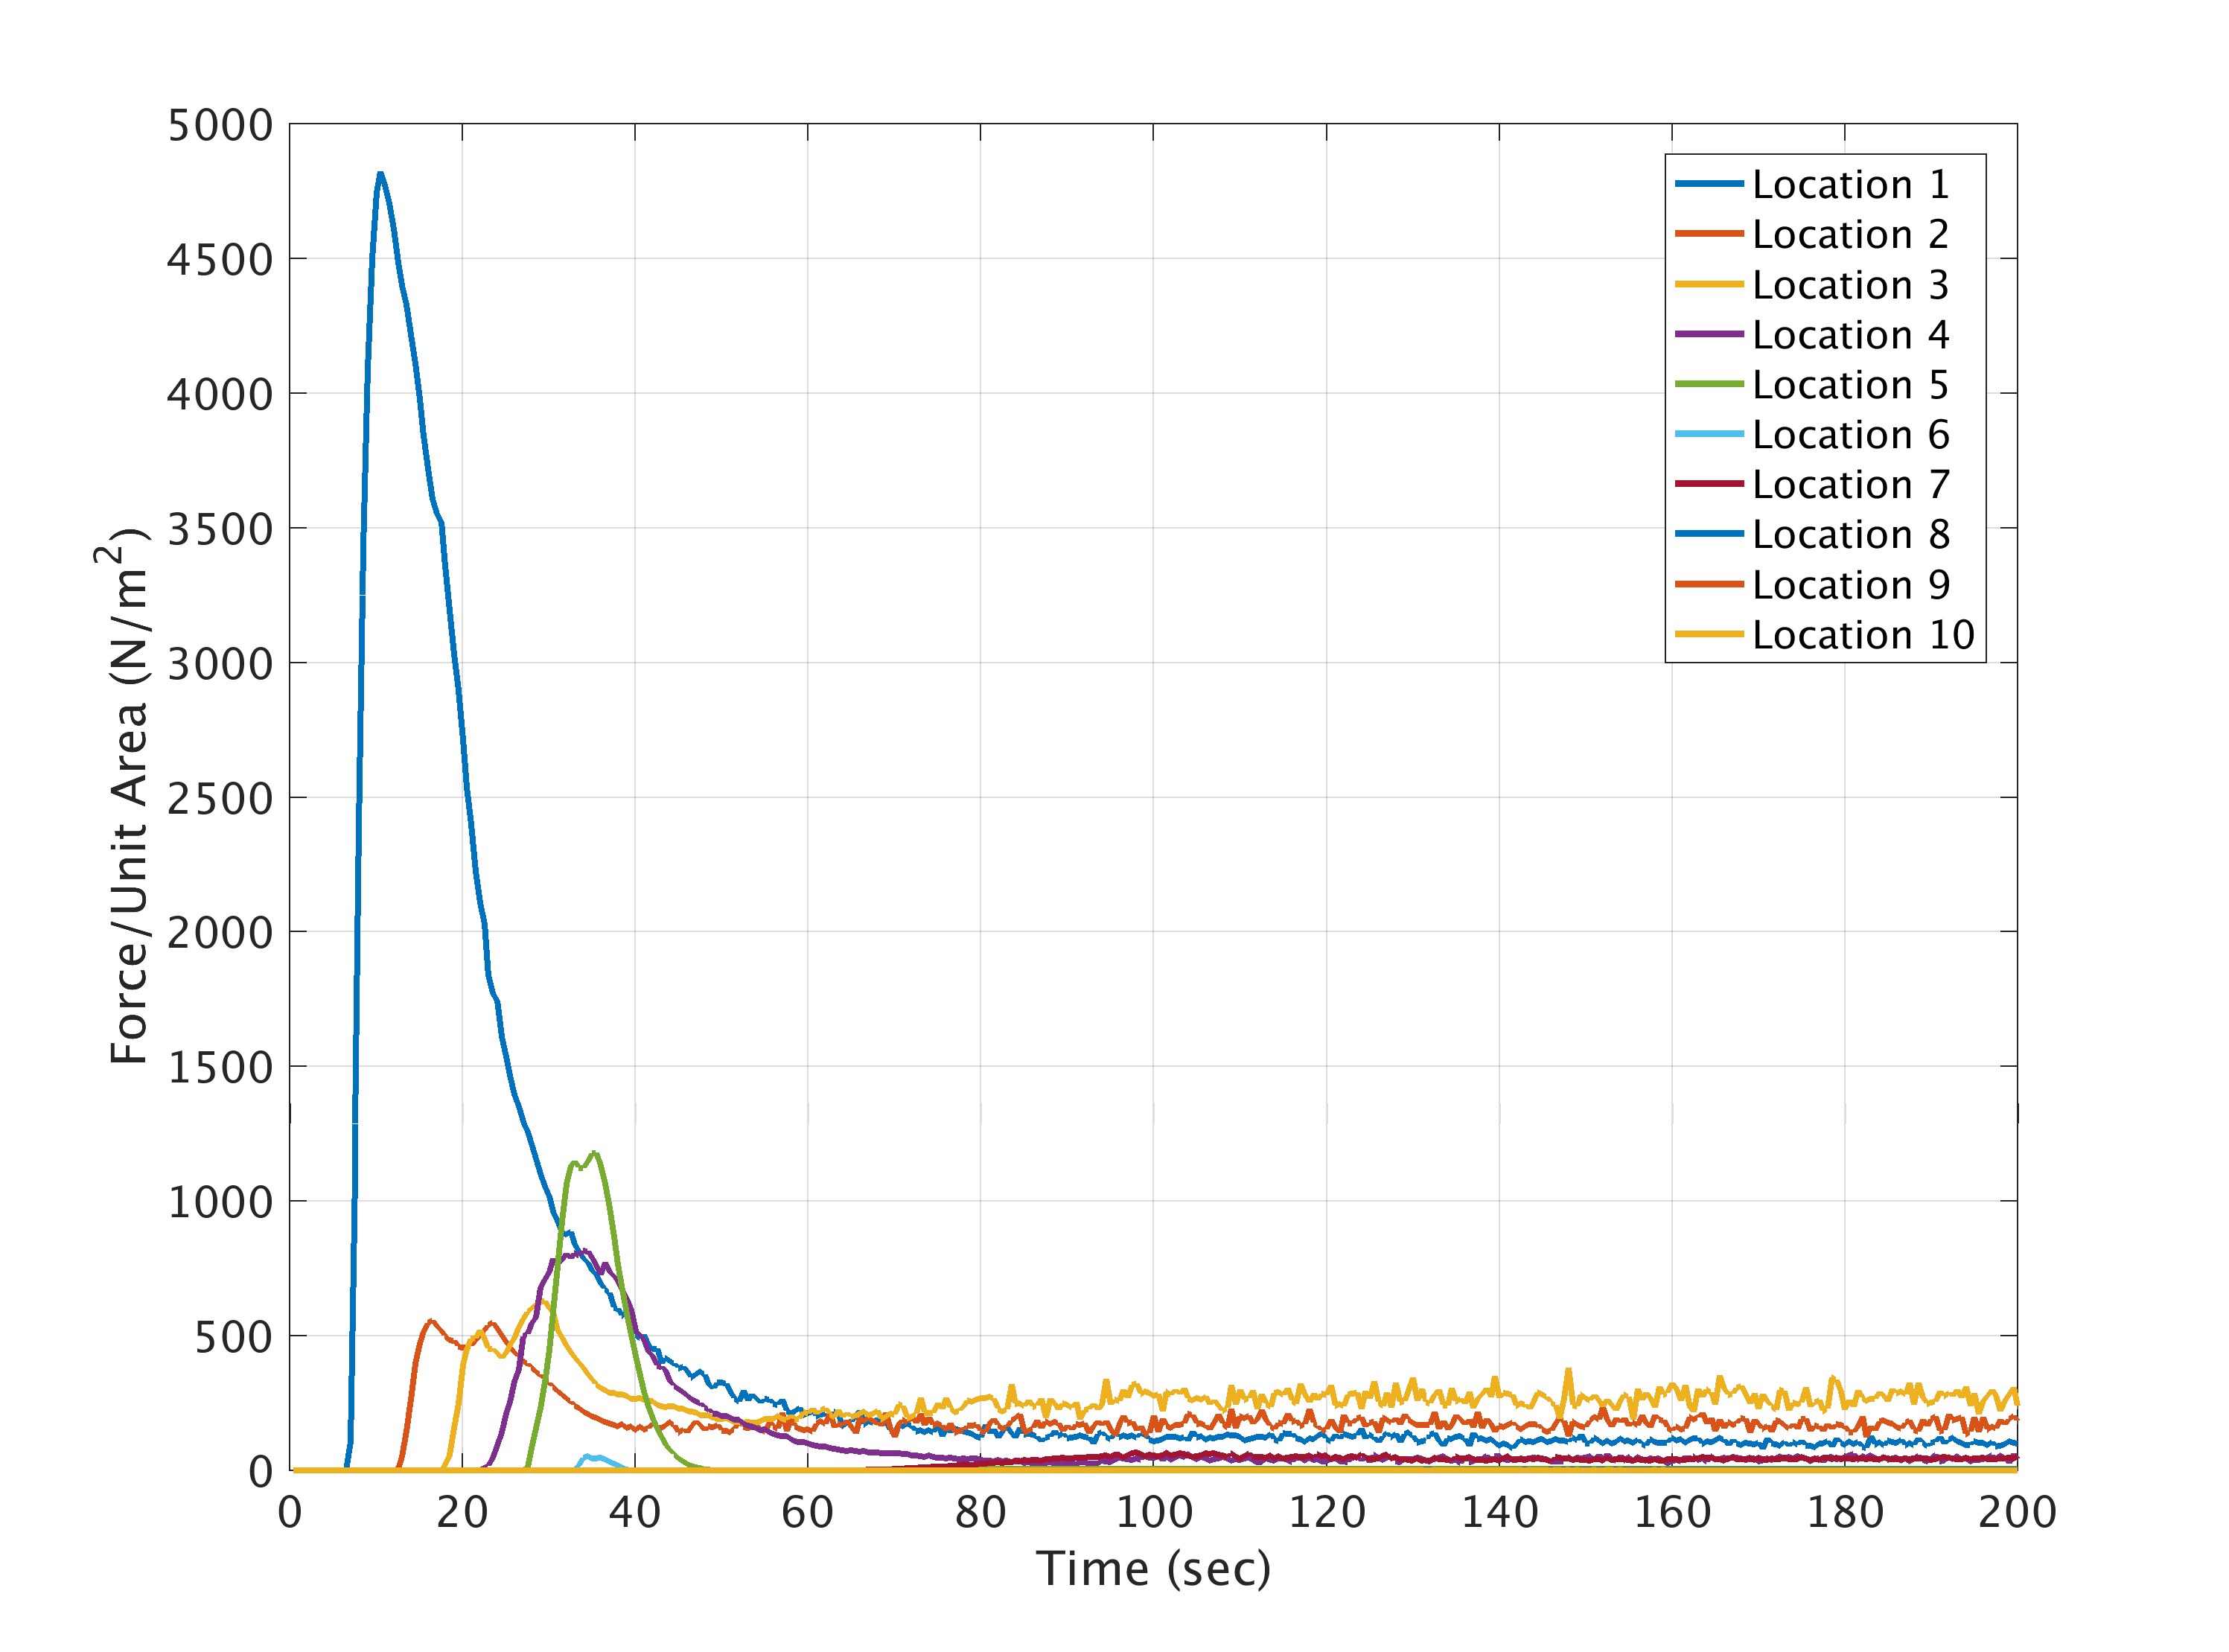 5000
4500
4000
3500
3000
2500
2000
1500
1000
500
0
Force/Unit Area (N/m²)
Location 1
Location 2
Location 3
Location 4
Location 5
Location 6
Location 7
Location 8
Location 9
Location 10
0 20 40 60 80 100 120 140 160 180 200
Time (sec)